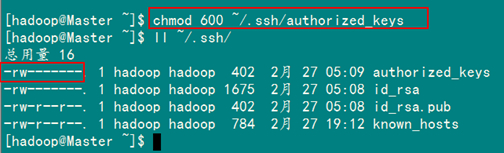 [hadoop@Master ~]$ chmod 600 ~/.ssh/authorized_keys
[hadoop@Master ~]$ ll ~/.ssh/
总用量 16
-rw-------. 1 hadoop hadoop  402  2月 27 05:09 authorized_keys
-rw-------. 1 hadoop hadoop 1675  2月 27 05:08 id_rsa
-rw-r--r--. 1 hadoop hadoop  402  2月 27 05:08 id_rsa.pub
-rw-r--r--. 1 hadoop hadoop  784  2月 27 19:12 known_hosts
[hadoop@Master ~]$